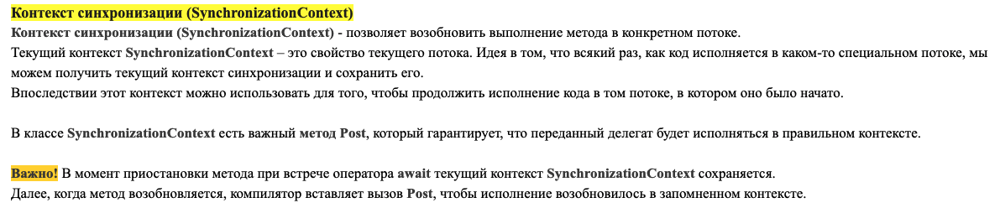 Контекст синхронизации (SynchronizationContext)
Контекст синхронизации (SynchronizationContext) - позволяет возобновить выполнение метода в конкретном потоке.
Текущий контекст SynchronizationContext – это свойство текущего потока. Идея в том, что всякий раз, как код исполняется в каком-то специальном потоке, мы
можем получить текущий контекст синхронизации и сохранить его.
Впоследствии этот контекст можно использовать для того, чтобы продолжить исполнение кода в том потоке, в котором оно было начато.
В классе SynchronizationContext есть важный метод Post, который гарантирует, что переданный делегат будет исполняться в правильном контексте.
Важно! В момент приостановки метода при встрече оператора await текущий контекст SynchronizationContext сохраняется.
Далее, когда метод возобновляется, компилятор вставляет вызов Post, чтобы исполнение возобновилось в запомненном контексте.